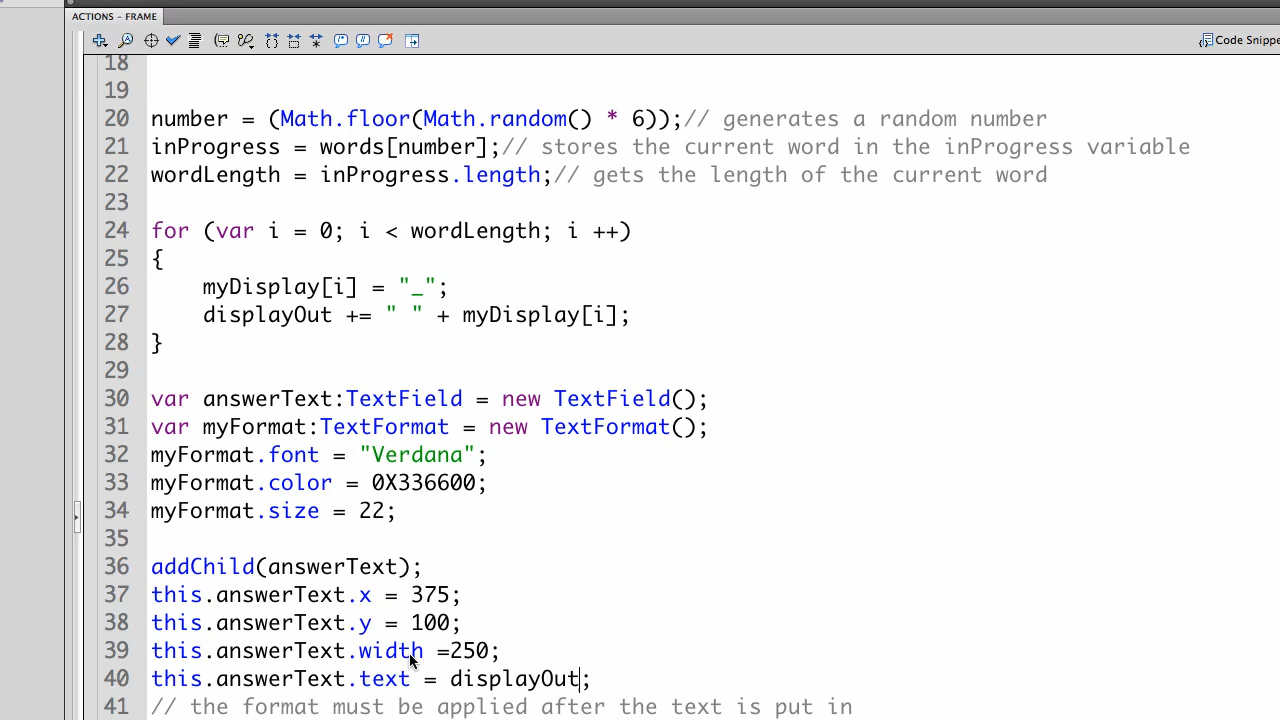 ACTIONS – FRAME
Code Snippe
18
19
20 number = (Math.floor(Math.random() * 6));// generates a random number
21 inProgress = words[number];// stores the current word in the inProgress variable
22 wordLength = inProgress.length;// gets the length of the current word
23
24 for (var i = 0; i < wordLength; i ++)
25 {
26 myDisplay[i] = "_";
27 displayOut += " " + myDisplay[i];
28 }
29
30 var answerText:TextField = new TextField();
31 var myFormat:TextFormat = new TextFormat();
32 myFormat.font = "Verdana";
33 myFormat.color = 0X336600;
34 myFormat.size = 22;
35
36 addChild(answerText);
37 this.answerText.x = 375;
38 this.answerText.y = 100;
39 this.answerText.width =250;
40 this.answerText.text = displayOut;
41 // the format must be applied after the text is put in